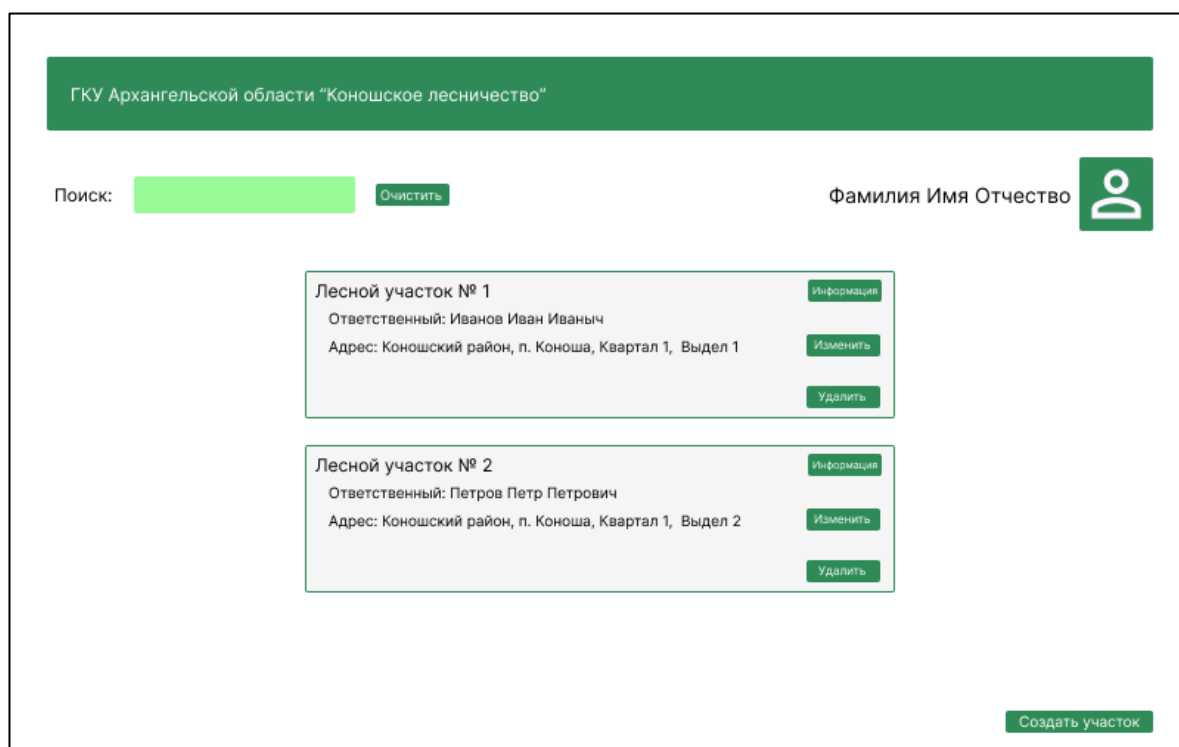 ГКУ Архангельской области “Коношское лесничество”
Поиск:
Очистить
Фамилия Имя Отчество
Лесной участок № 1
Информация
Ответственный: Иванов Иван Иваныч
Адрес: Коношский район, п. Коноша, Квартал 1, Выдел 1
Изменить
Удалить
Лесной участок № 2
Информация
Ответственный: Петров Петр Петрович
Адрес: Коношский район, п. Коноша, Квартал 1, Выдел 2
Изменить
Удалить
Создать участок